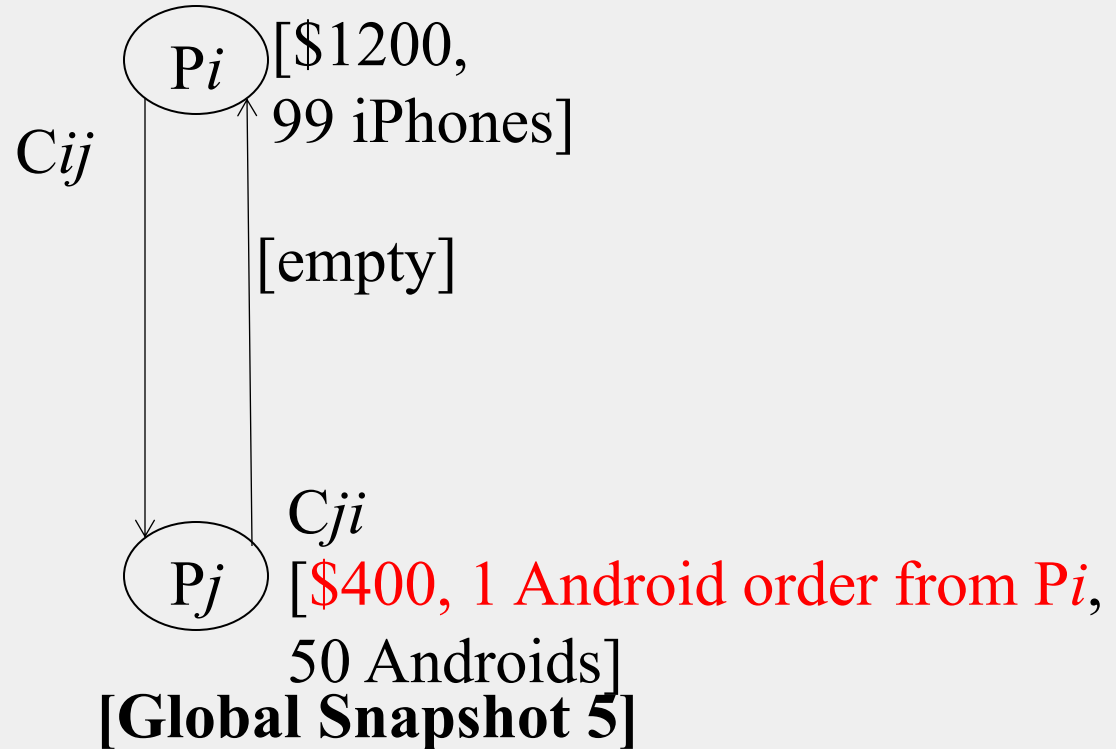 Pi [$1200,
99 iPhones]
Cij
[empty]
Cji
Pj [$400, 1 Android order from Pi,
50 Androids]
[Global Snapshot 5]